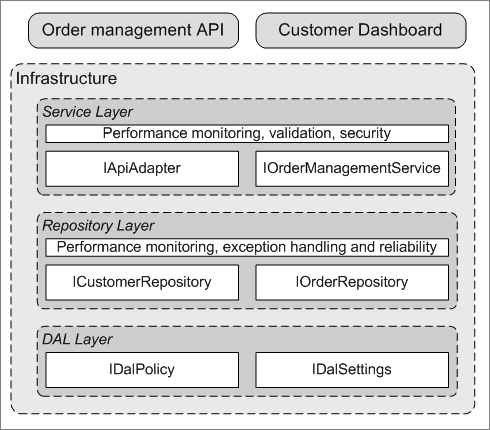 Order management API
Customer Dashboard
Infrastructure
Service Layer
Performance monitoring, validation, security
IApiAdapter
IOrderManagementService
Repository Layer
Performance monitoring, exception handling and reliability
ICustomerRepository
IOrderRepository
DAL Layer
IDalPolicy
IDalSettings